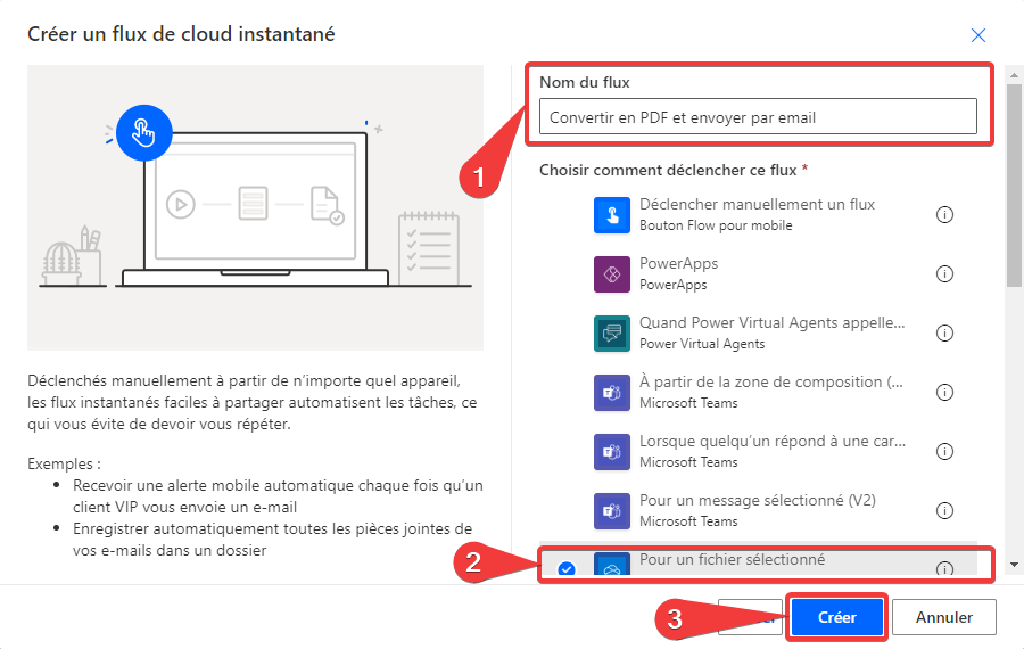 Créer un flux de cloud instantané
Déclenchés manuellement à partir de n'importe quel appareil,
les flux instantanés faciles à partager automatisent les tâches, ce
qui vous évite de devoir vous répéter.
Exemples :
• Recevoir une alerte mobile automatique chaque fois qu'un
client VIP vous envoie un e-mail
• Enregistrer automatiquement toutes les pièces jointes de
vos e-mails dans un dossier
Nom du flux
Convertir en PDF et envoyer par email
1
Choisir comment déclencher ce flux *
Déclencher manuellement un flux
Bouton Flow pour mobile
PowerApps
PowerApps
Quand Power Virtual Agents appelle...
Power Virtual Agents
À partir de la zone de composition (...
Microsoft Teams
Lorsque quelqu'un répond à une car...
Microsoft Teams
Pour un message sélectionné (V2)
Microsoft Teams
2
Pour un fichier sélectionné
3
Créer
Annuler